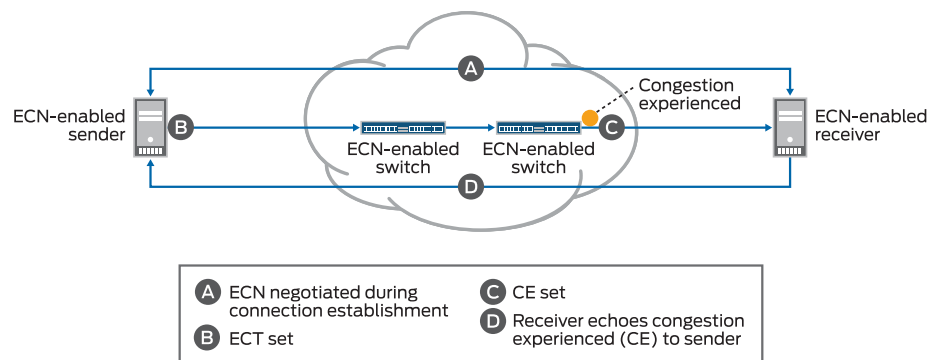 A
Congestion
experienced
ECN-enabled
sender
B
C
ECN-enabled
receiver
ECN-enabled
switch
ECN-enabled
switch
D
A ECN negotiated during
connection establishment
B ECT set
C CE set
D Receiver echoes congestion
experienced (CE) to sender